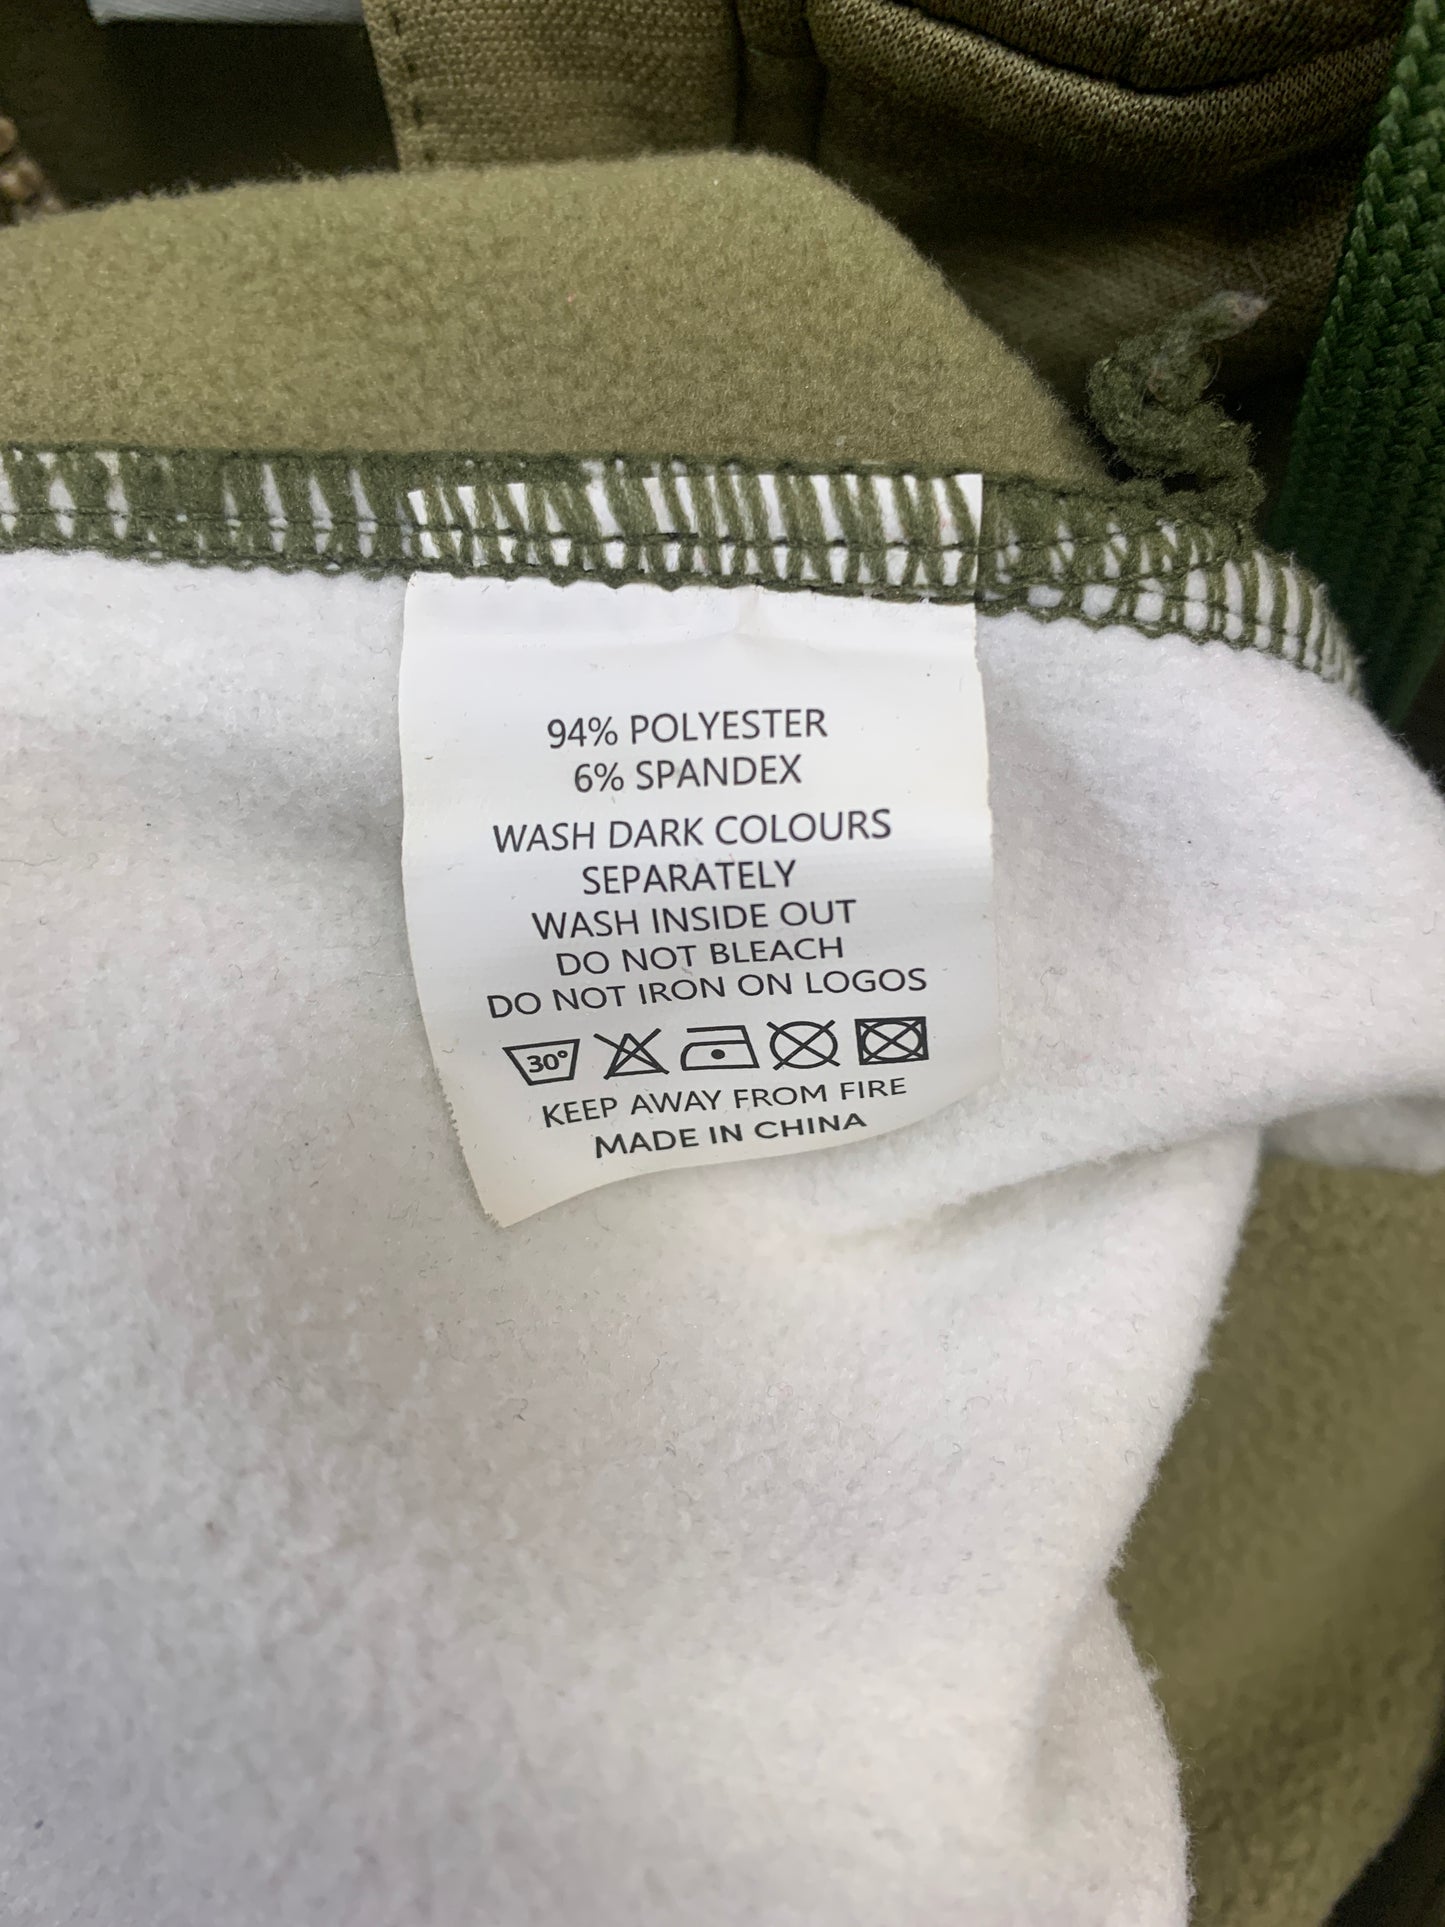 94% POLYESTER
6% SPANDEX
WASH DARK COLOURS
SEPARATELY
WASH INSIDE OUT
DO NOT BLEACH
DO NOT IRON ON LOGOS
30°
KEEP AWAY FROM FIRE
MADE IN CHINA